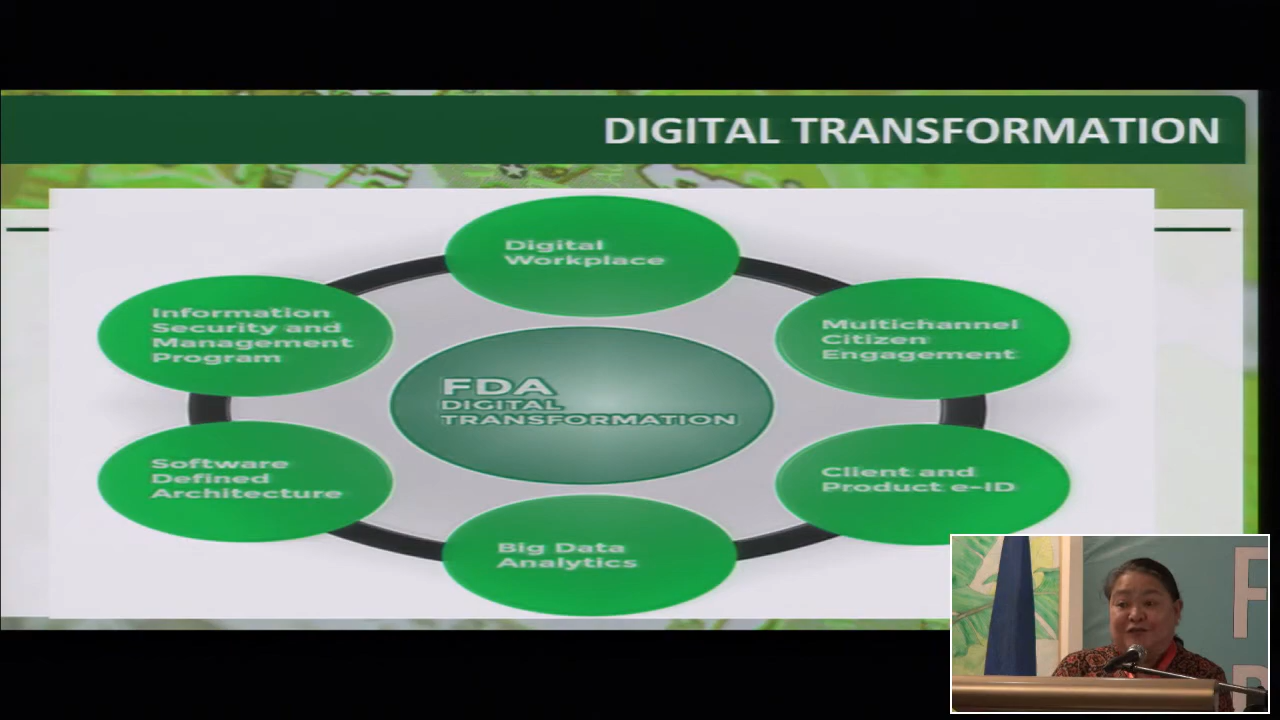 DIGITAL TRANSFORMATION
Digital
Workplace
Information
Security and
Management
Program
Multichannel
Citizen
Engagement
FDA
DIGITAL
TRANSFORMATION
Software
Defined
Architecture
Client and
Product e-ID
Big Data
Analytics